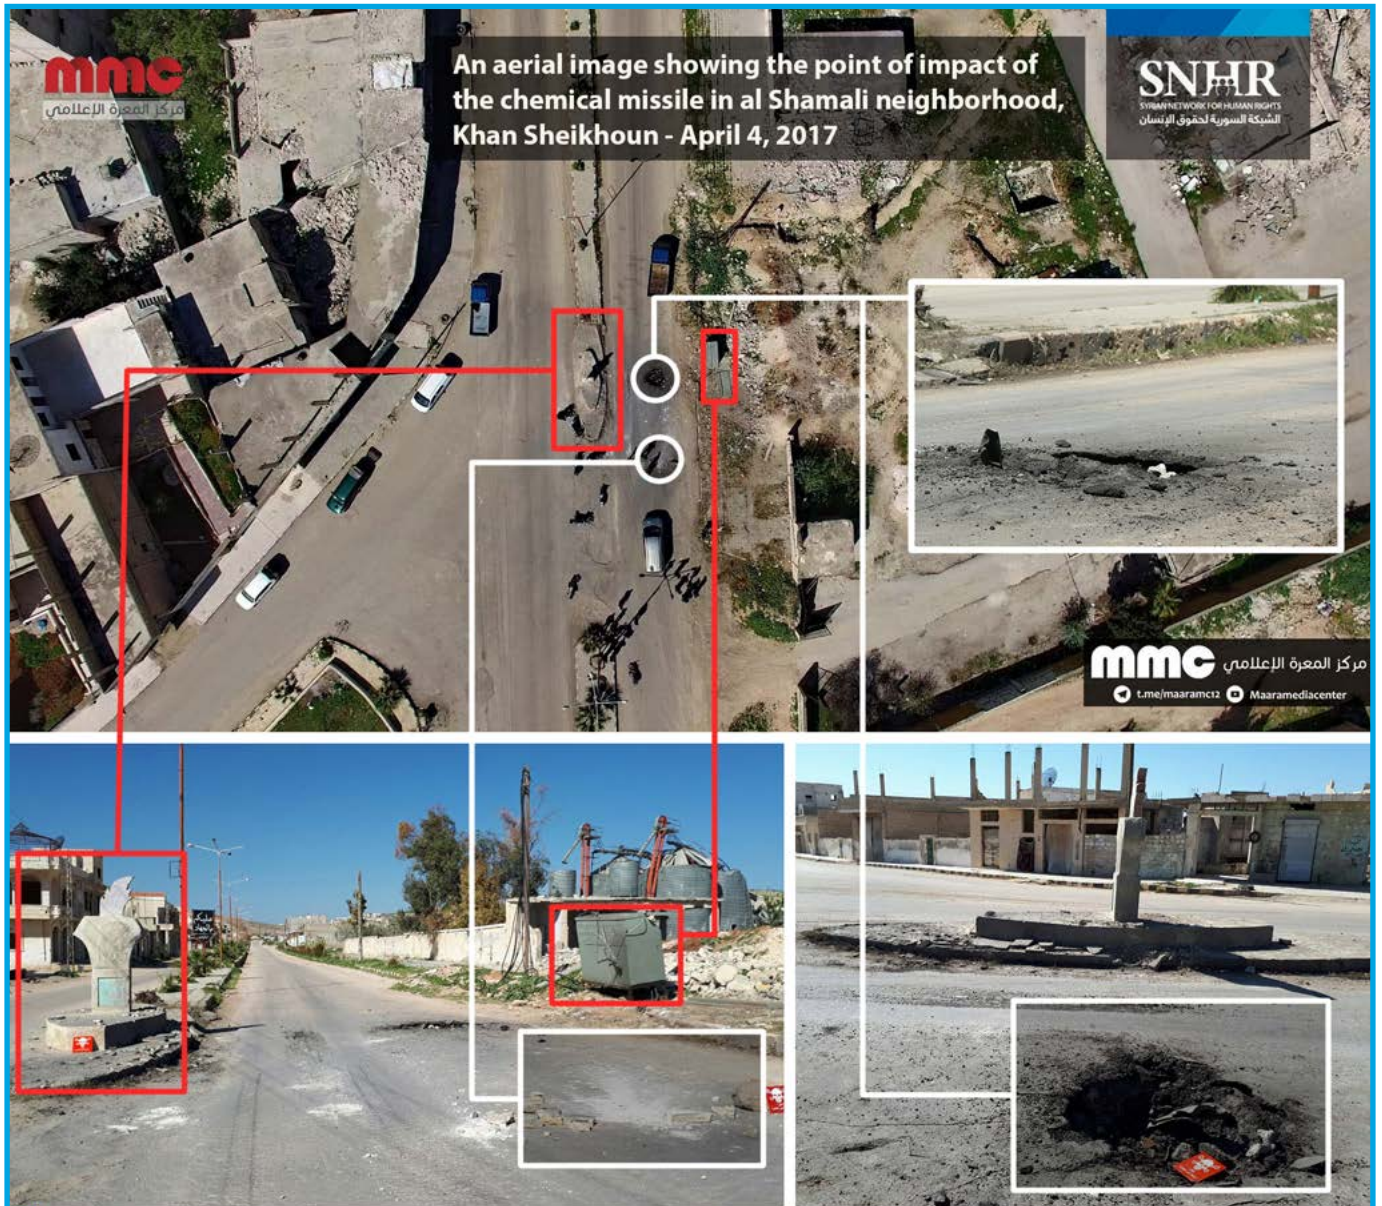 mmc
مركز المعرة الإعلامي
An aerial image showing the point of impact of
the chemical missile in al Shamali neighborhood,
Khan Sheikhoun - April 4, 2017
SNHR
SYRIAN NETWORK FOR HUMAN RIGHTS
الشبكة السورية لحقوق الإنسان
mmc مركز المعرة الإعلامي
t.me/maaramc12 Maaramediacenter